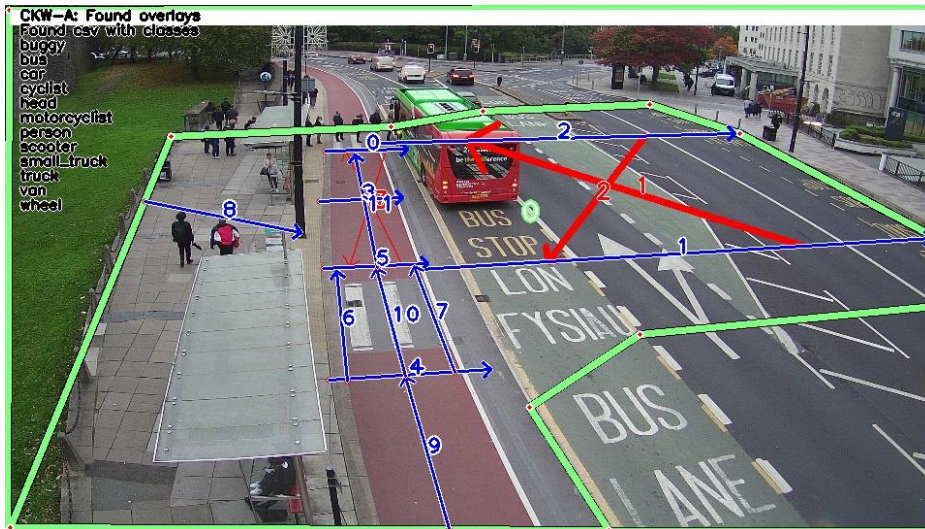 CKW-A: Found overlays
Found csv with classes
buggy
bus
car
cyclist
head
motorcyclist
person
scooter
small_truck
truck
van
wheel
0
2
3
11
1
2
1
8
0
5
6
10
7
4
9
BUS
STOP
LON
FYSIAU
BUS
LANE